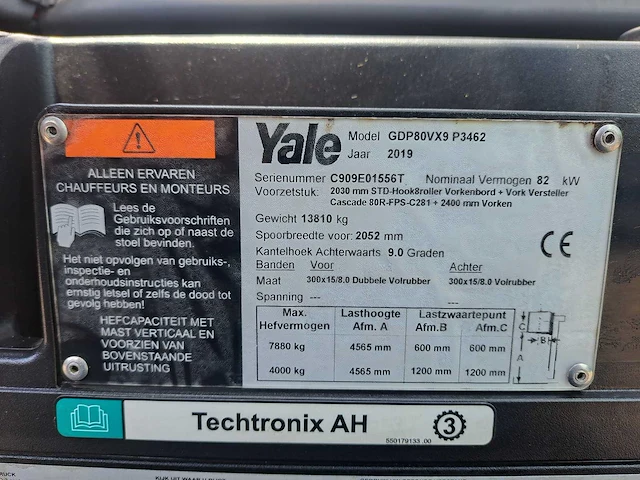 ALLEEN ERVAREN
CHAUFFEURS EN MONTEURS
Lees de
Gebruiksvoorschriften
die zich op of naast de
stoel bevinden.
Het niet opvolgen van gebruiks-,
inspectie- en
onderhoudsinstructies kan
ernstig letsel of zelfs de dood tot
gevolg hebben!
HEFCAPACITEIT MET
MAST VERTICAAL EN
VOORZIEN VAN
BOVENSTAANDE
UITRUSTING
Yale Model GDP80VX9 P3462
Jaar 2019
Serienummer C909E01556T Nominaal Vermogen 82 kW
Voorzetstuk: 2030 mm STD-Hook8roller Vorkenbord + Vork Versteller
Cascade 80R-FPS-C281 + 2400 mm Vorken
Gewicht 13810 kg
Spoorbreedte voor: 2052 mm
Kantelhoek Achterwaarts 9.0 Graden
CE
Banden Voor Achter
Maat 300x15/8.0 Dubbele Volrubber 300x15/8.0 Volrubber
Spanning --- ---
Max. Lasthoogte Lastzwaartepunt
Hefvermogen Afm. A Afm.B Afm.C
7880 kg 4565 mm 600 mm 600 mm
4000 kg 4565 mm 1200 mm 1200 mm
C
B
A
Techtronix AH 3
550179133 00